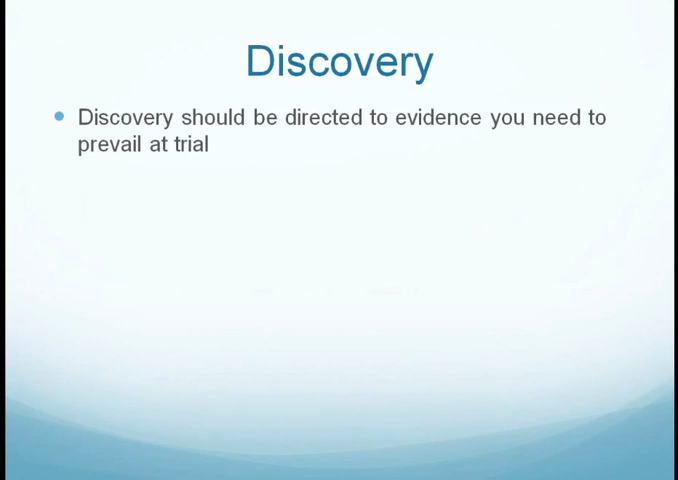 Discovery
Discovery should be directed to evidence you need to
prevail at trial